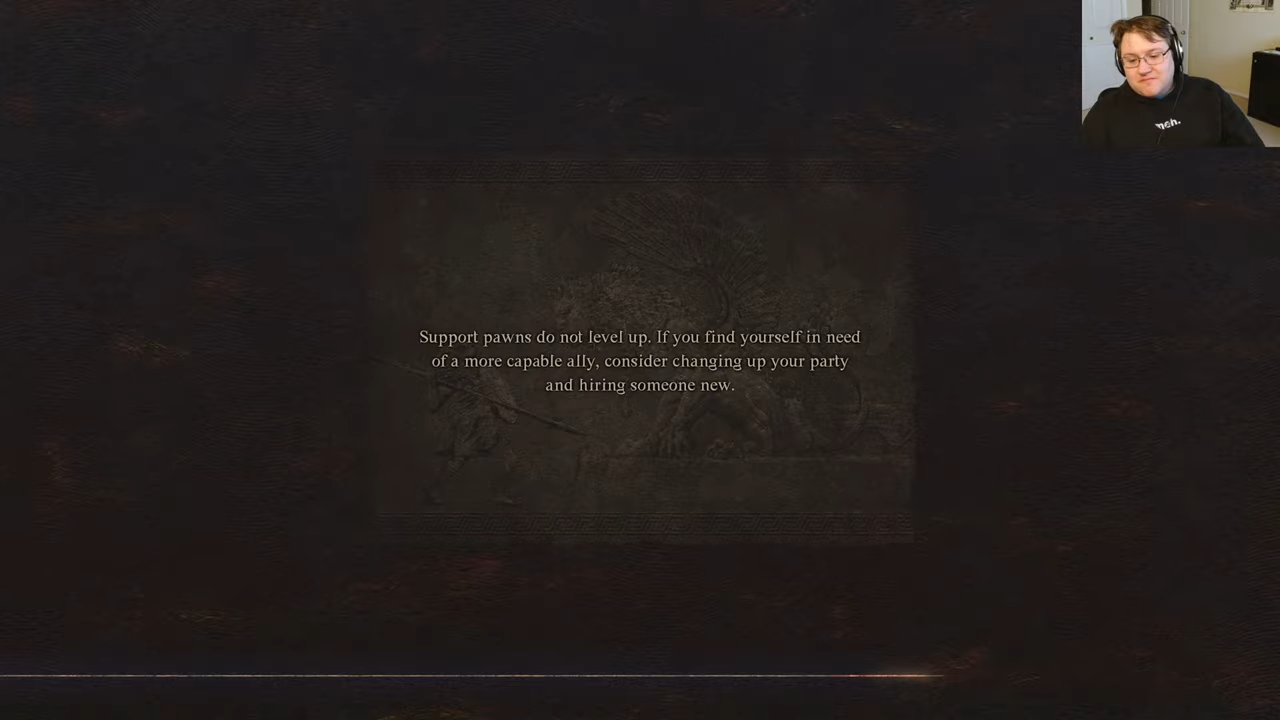 meh.
Support pawns do not level up. If you find yourself in need
of a more capable ally, consider changing up your party
and hiring someone new.